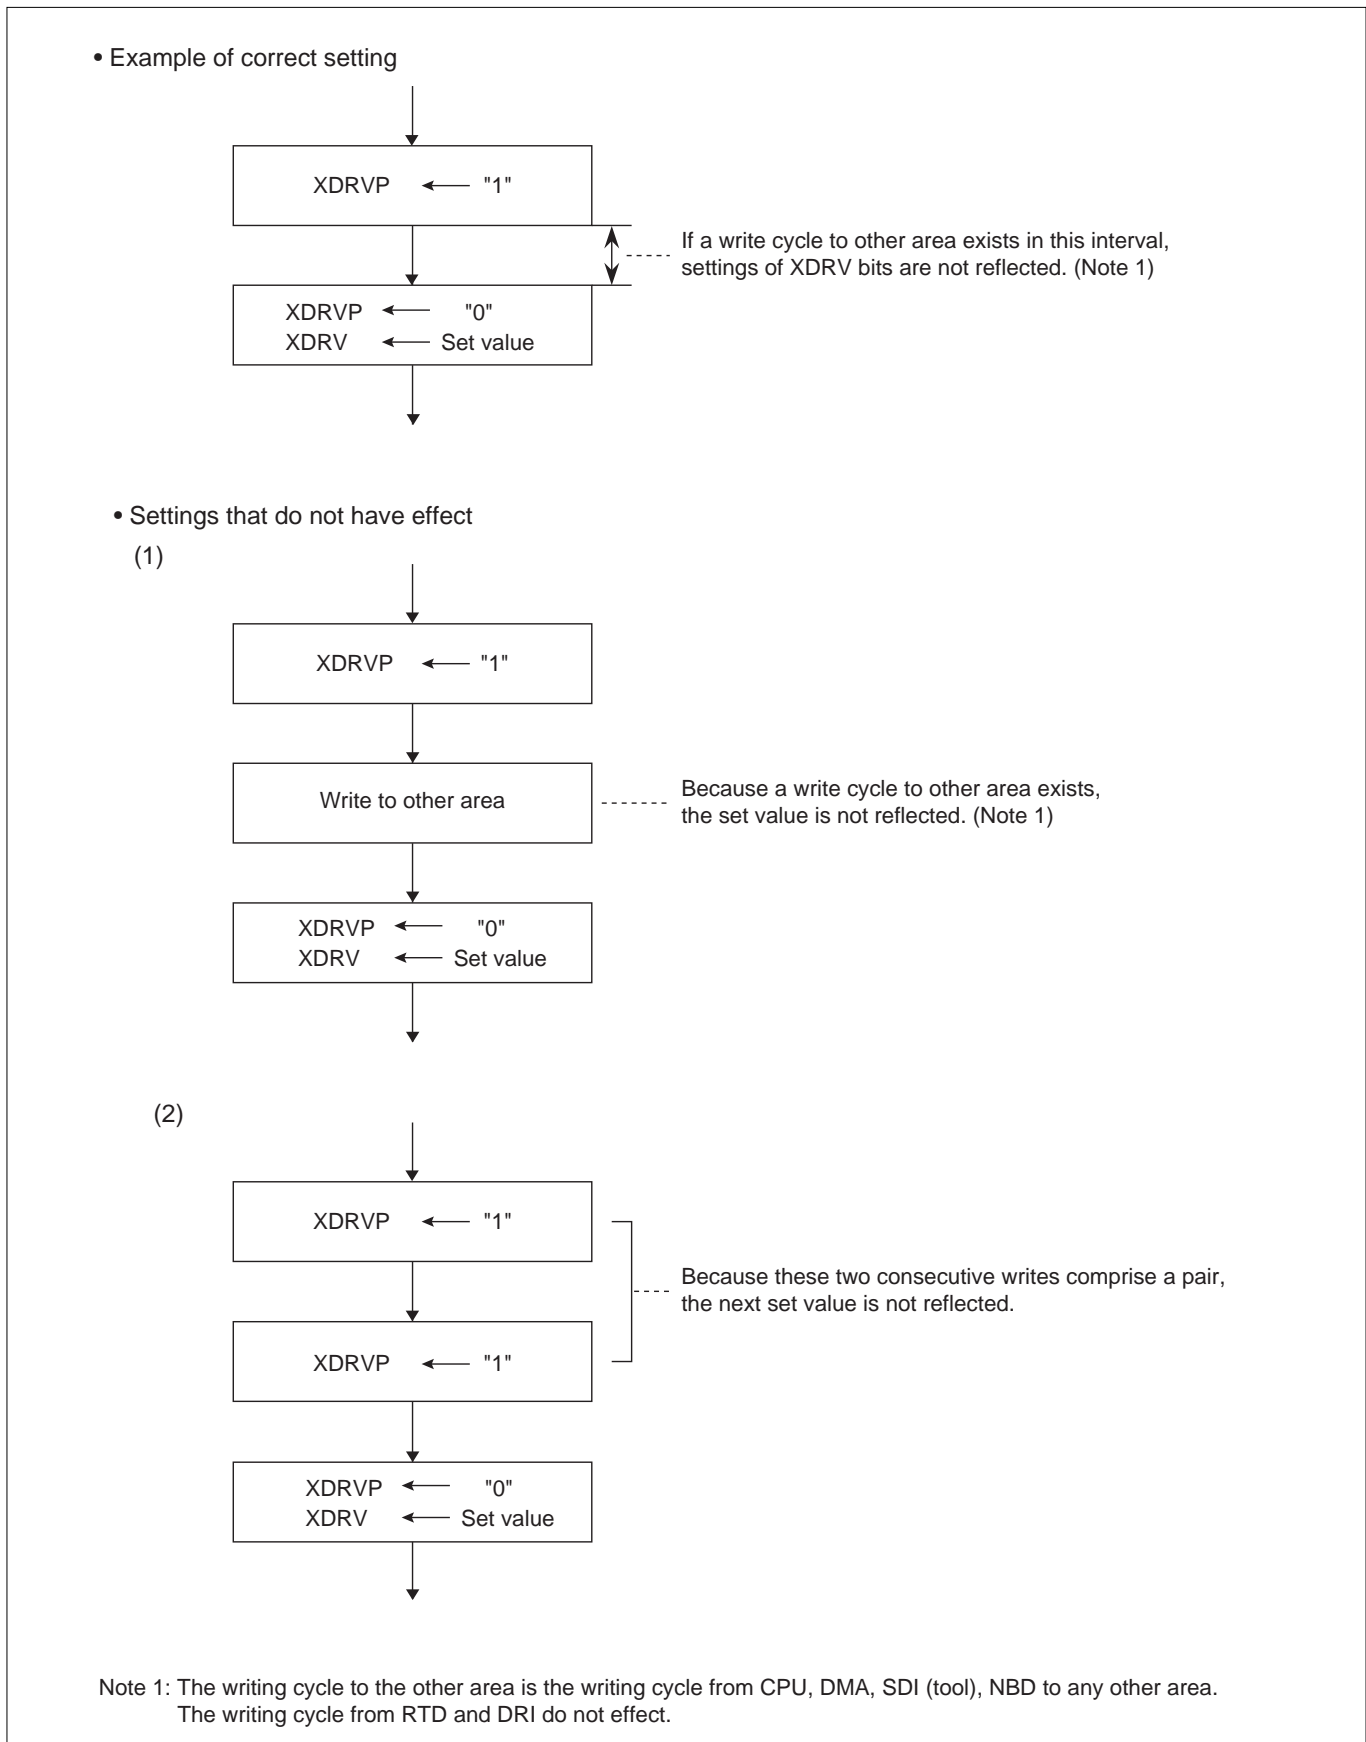 • Example of correct setting
XDRVP ← "1"
If a write cycle to other area exists in this interval,
settings of XDRV bits are not reflected. (Note 1)
XDRVP ← "0"
XDRV ← Set value
• Settings that do not have effect
(1)
XDRVP ← "1"
Write to other area
Because a write cycle to other area exists,
the set value is not reflected. (Note 1)
XDRVP ← "0"
XDRV ← Set value
(2)
XDRVP ← "1"
Because these two consecutive writes comprise a pair,
the next set value is not reflected.
XDRVP ← "1"
XDRVP ← "0"
XDRV ← Set value
Note 1: The writing cycle to the other area is the writing cycle from CPU, DMA, SDI (tool), NBD to any other area.
The writing cycle from RTD and DRI do not effect.